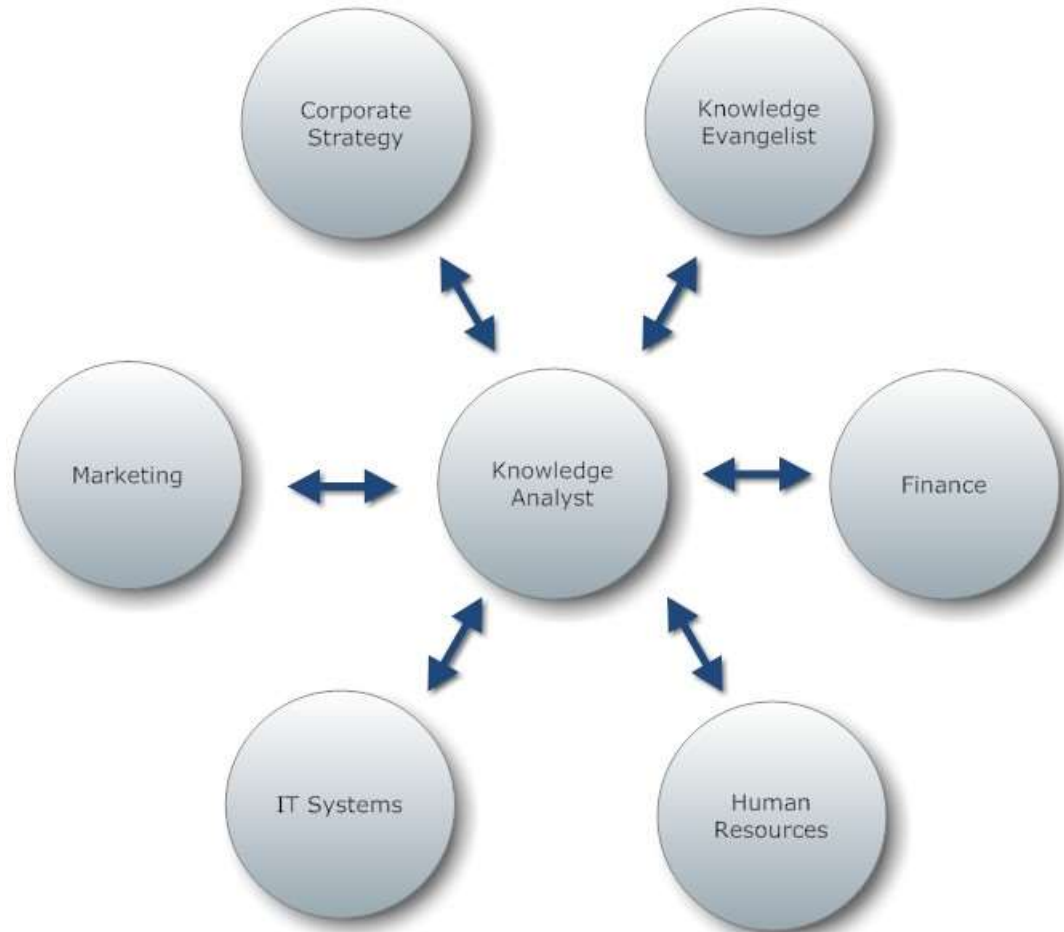 Corporate
Strategy
Knowledge
Evangelist
Marketing
Knowledge
Analyst
Finance
IT Systems
Human
Resources